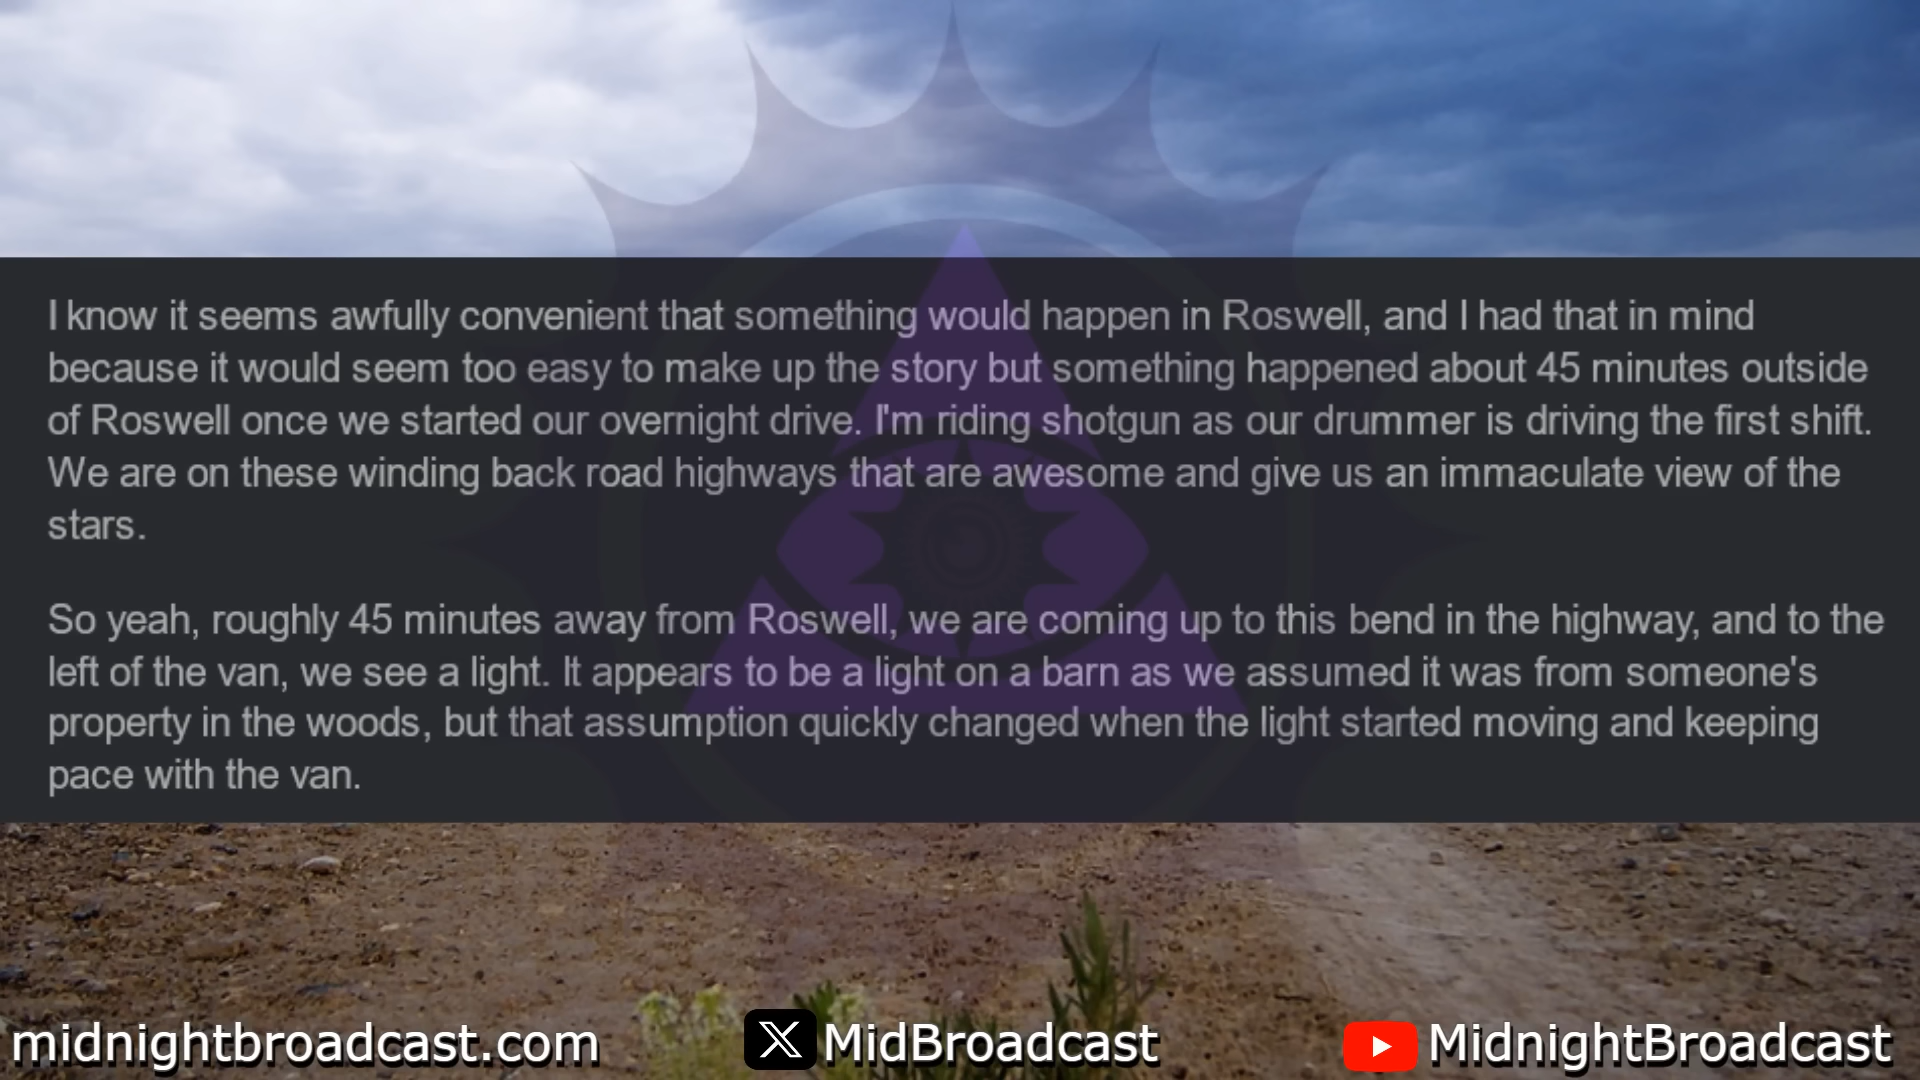 I know it seems awfully convenient that something would happen in Roswell, and I had that in mind
because it would seem too easy to make up the story but something happened about 45 minutes outside
of Roswell once we started our overnight drive. I'm riding shotgun as our drummer is driving the first shift.
We are on these winding back road highways that are awesome and give us an immaculate view of the
stars.
So yeah, roughly 45 minutes away from Roswell, we are coming up to this bend in the highway, and to the
left of the van, we see a light. It appears to be a light on a barn as we assumed it was from someone's
property in the woods, but that assumption quickly changed when the light started moving and keeping
pace with the van.
midnightbroadcast.com
MidBroadcast
MidnightBroadcast